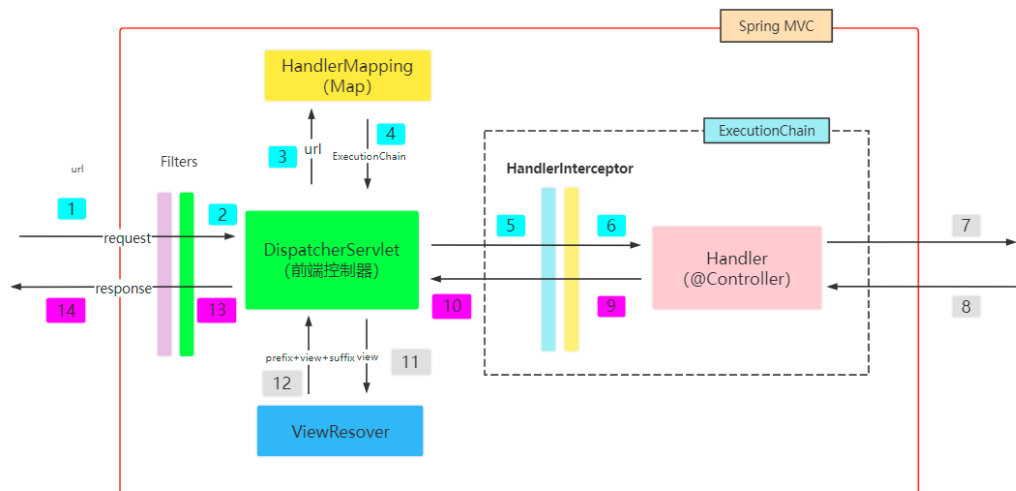 Spring MVC
HandlerMapping
(Map)
ExecutionChain
4
3
url
ExecutionChain
Filters
url
HandlerInterceptor
1
2
5
6
7
request
DispatcherServlet
(前端控制器)
Handler
(@Controller)
response
14
13
10
9
8
prefix+view+suffix
view
11
12
ViewResover